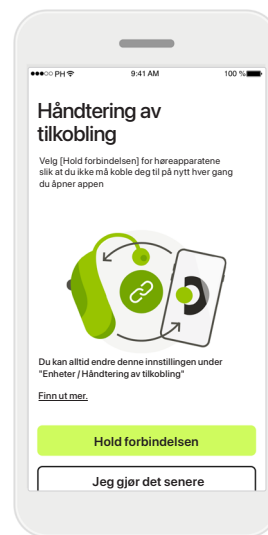 PH 9:41 AM 100 %
Håndtering av
tilkobling
Velg [Hold forbindelsen] for høreapparatene
slik at du ikke må koble deg til på nytt hver gang
du åpner appen
Du kan alltid endre denne innstillingen under
"Enheter / Håndtering av tilkobling"
Finn ut mer.
Hold forbindelsen
Jeg gjør det senere